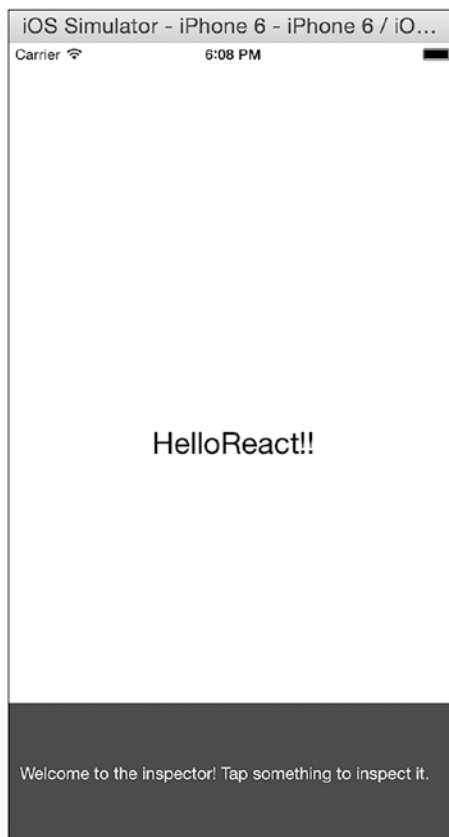 iOS Simulator - iPhone 6 - iPhone 6 / iO...
Carrier 6:08 PM
HelloReact!!
Welcome to the inspector! Tap something to inspect it.